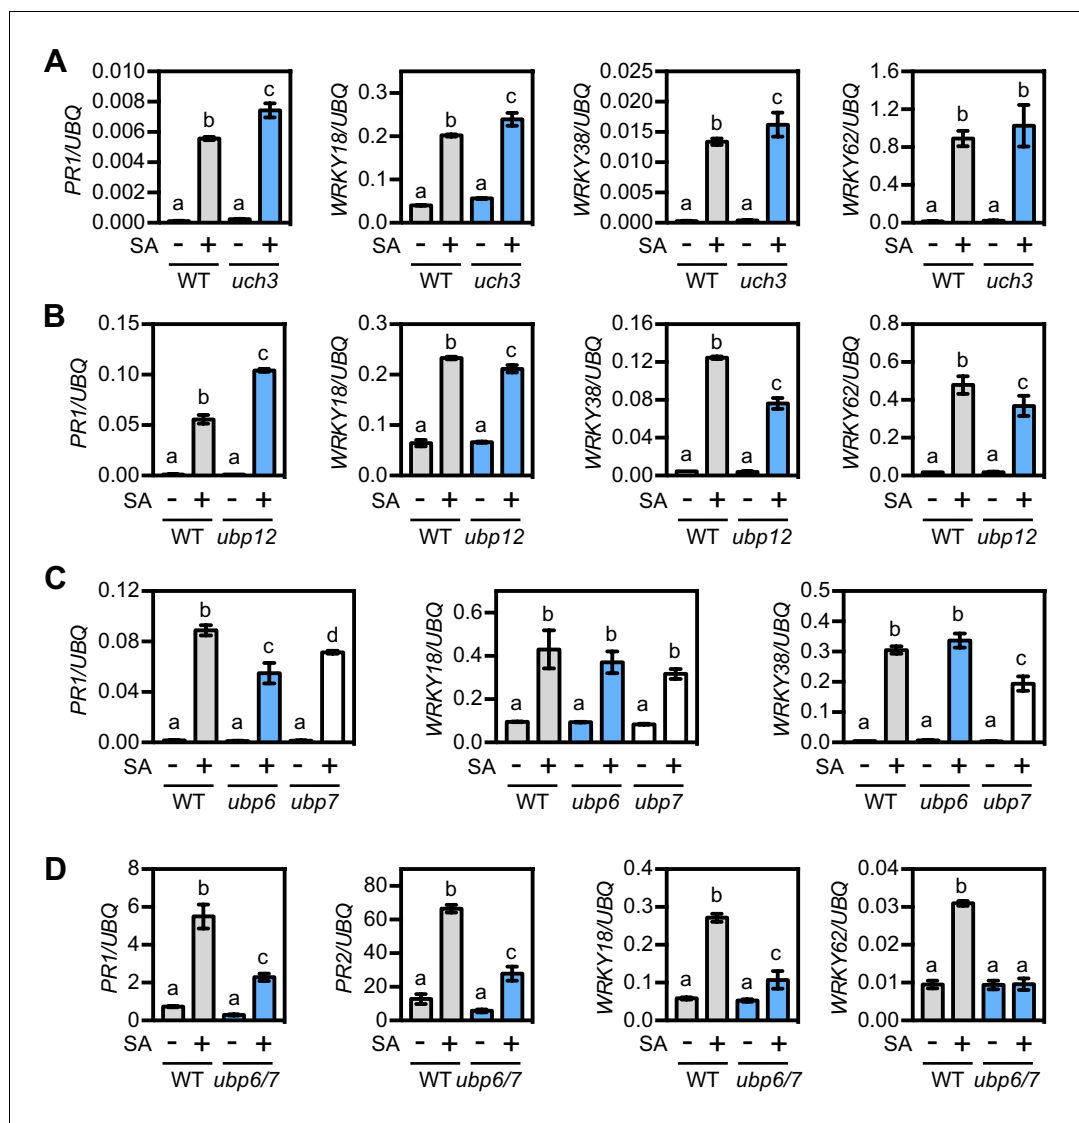 A
PR1/UBQ
0.010
0.008
0.006
0.004
0.002
0.000
a b a c
SA - + - +
WT uch3
WRKY18/UBQ
0.3
0.2
0.1
0.0
a b a c
- + - +
WT uch3
WRKY38/UBQ
0.025
0.020
0.015
0.010
0.005
0.000
a b a c
SA - + - +
WT uch3
WRKY62/UBQ
1.6
1.2
0.8
0.4
0.0
a b a b
SA - + - +
WT uch3
B
PR1/UBQ
0.15
0.10
0.05
0.00
a b a c
SA - + - +
WT ubp12
WRKY18/UBQ
0.3
0.2
0.1
0.0
a b a c
- + - +
WT ubp12
WRKY38/UBQ
0.16
0.12
0.08
0.04
0.00
a b a c
SA - + - +
WT ubp12
WRKY62/UBQ
0.8
0.6
0.4
0.2
0.0
a b a c
SA - + - +
WT ubp12
C
PR1/UBQ
0.12
0.08
0.04
0.00
a b a c a d
SA - + - + - +
WT ubp6 ubp7
WRKY18/UBQ
0.6
0.4
0.2
0.0
a b a b a b
SA - + - + - +
WT ubp6 ubp7
WRKY38/UBQ
0.5
0.4
0.3
0.2
0.1
0.0
a b a b a c
SA - + - + - +
WT ubp6 ubp7
D
PR1/UBQ
8
6
4
2
0
a b a c
SA - + - +
WT ubp6/7
PR2/UBQ
80
60
40
20
0
a b a c
SA - + - +
WT ubp6/7
WRKY18/UBQ
0.4
0.3
0.2
0.1
0.0
a b a c
SA - + - +
WT ubp6/7
WRKY62/UBQ
0.04
0.03
0.02
0.01
0.00
a b a a
- + - +
WT ubp6/7